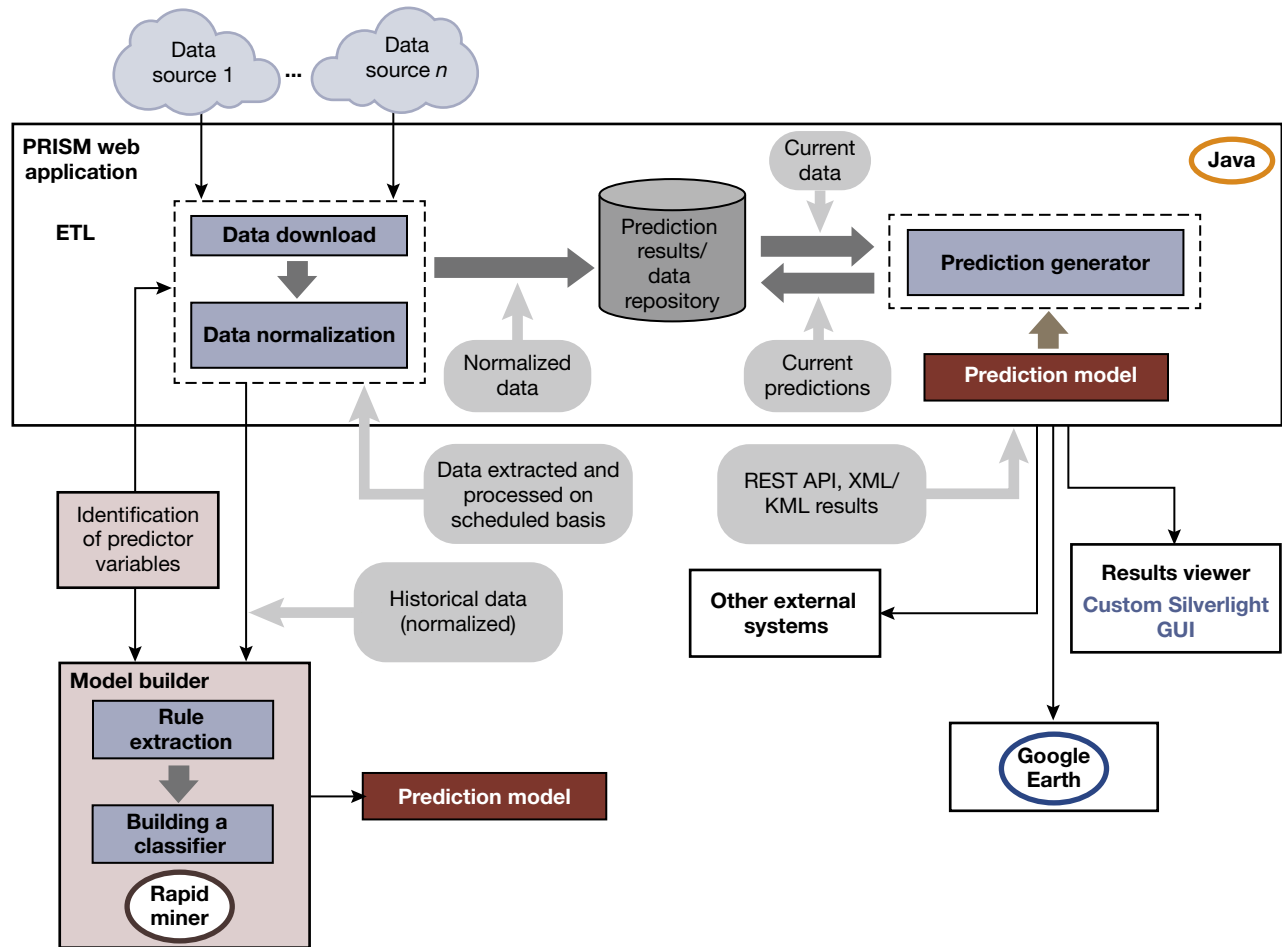 Data
source 1
...
Data
source n
PRISM web
application
Java
ETL
Data download
Data normalization
Normalized
data
Prediction
results/
data
repository
Current
data
Current
predictions
Prediction generator
Prediction model
Data extracted and
processed on
scheduled basis
REST API, XML/
KML results
Identification
of predictor
variables
Historical data
(normalized)
Other external
systems
Results viewer
Custom Silverlight
GUI
Google
Earth
Model builder
Rule
extraction
Building a
classifier
Rapid
miner
Prediction model